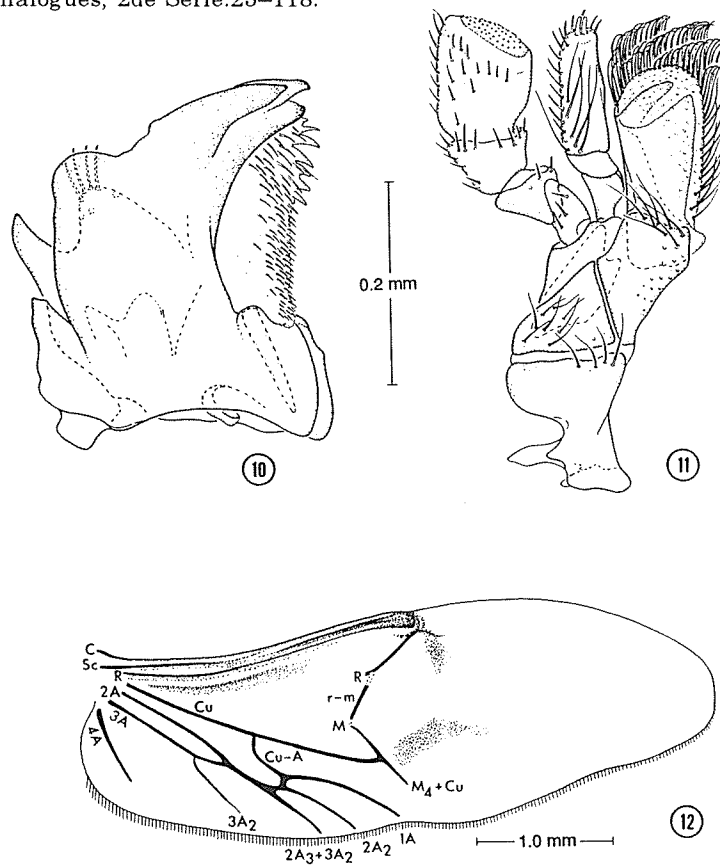 nalogues, 2de Série:25–118.
10
0.2 mm
11
C
Sc
R
2A
3A
4A
Cu
Cu-A
R
r-m
M
M4+Cu
3A2
2A3+3A2
2A2
1A
1.0 mm
12